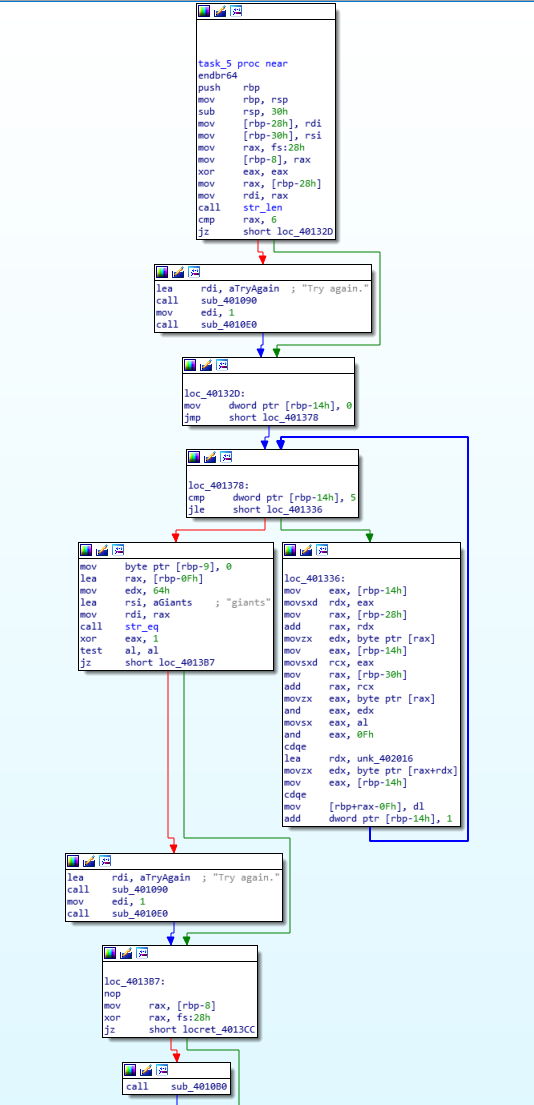 task_5 proc near
endbr64
push rbp
mov rbp, rsp
sub rsp, 30h
mov [rbp-28h], rdi
mov [rbp-30h], rsi
mov rax, fs:28h
mov [rbp-8], rax
xor eax, eax
mov rax, [rbp-28h]
mov rdi, rax
call str_len
cmp rax, 6
jz short loc_40132D
lea rdi, aTryAgain ; "Try again."
call sub_401090
mov edi, 1
call sub_4010E0
loc_40132D:
mov dword ptr [rbp-14h], 0
jmp short loc_401378
loc_401378:
cmp dword ptr [rbp-14h], 5
jle short loc_401336
mov byte ptr [rbp-9], 0
lea rax, [rbp-0Fh]
mov edx, 64h
lea rsi, aGiants ; "giants"
mov rdi, rax
call str_eq
xor eax, 1
test al, al
jz short loc_4013B7
loc_401336:
mov eax, [rbp-14h]
movsxd rdx, eax
mov rax, [rbp-28h]
add rax, rdx
movzx edx, byte ptr [rax]
mov eax, [rbp-14h]
movsxd rcx, eax
mov rax, [rbp-30h]
add rax, rcx
movzx eax, byte ptr [rax]
and eax, edx
movsx eax, al
and eax, 0Fh
cdqe
lea rdx, unk_402016
movzx edx, byte ptr [rax+rdx]
mov eax, [rbp-14h]
cdqe
mov [rbp+rax-0Fh], dl
add dword ptr [rbp-14h], 1
lea rdi, aTryAgain ; "Try again."
call sub_401090
mov edi, 1
call sub_4010E0
loc_4013B7:
nop
mov rax, [rbp-8]
xor rax, fs:28h
jz short locret_4013CC
call sub_4010B0